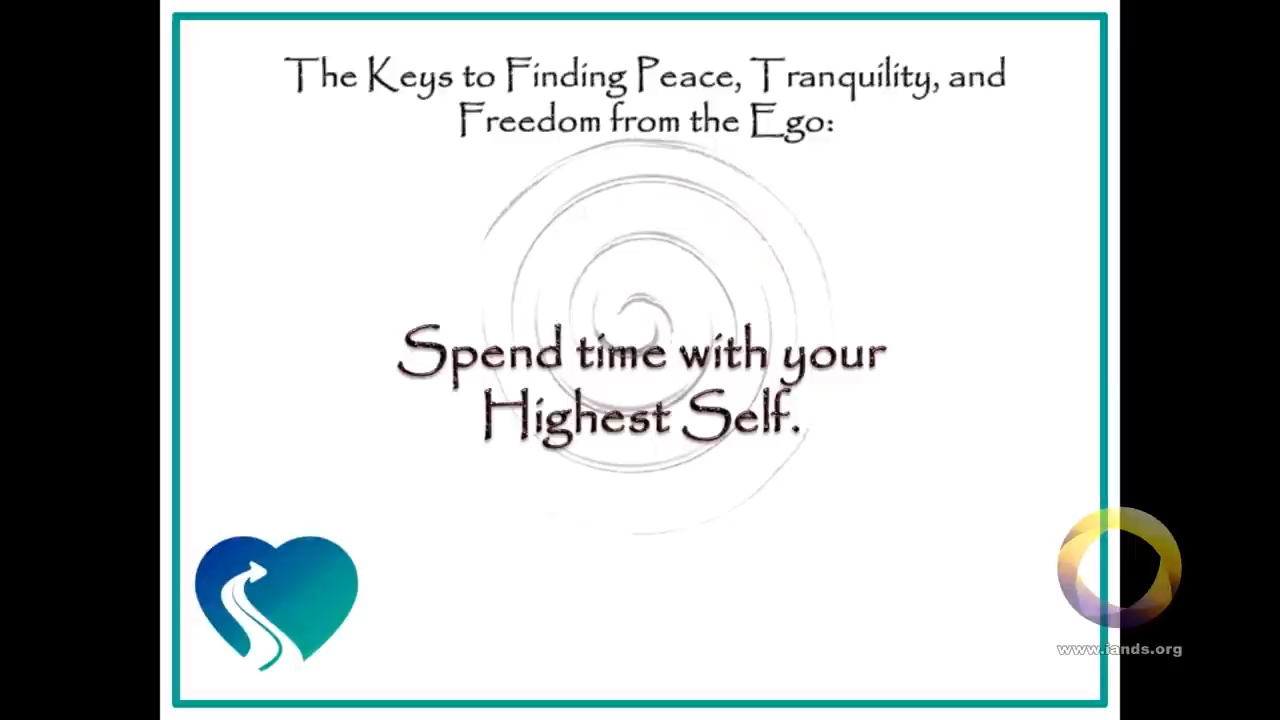 The Keys to Finding Peace, Tranquility, and
Freedom from the Ego:
Spend time with your
Highest Self.
www.iands.org